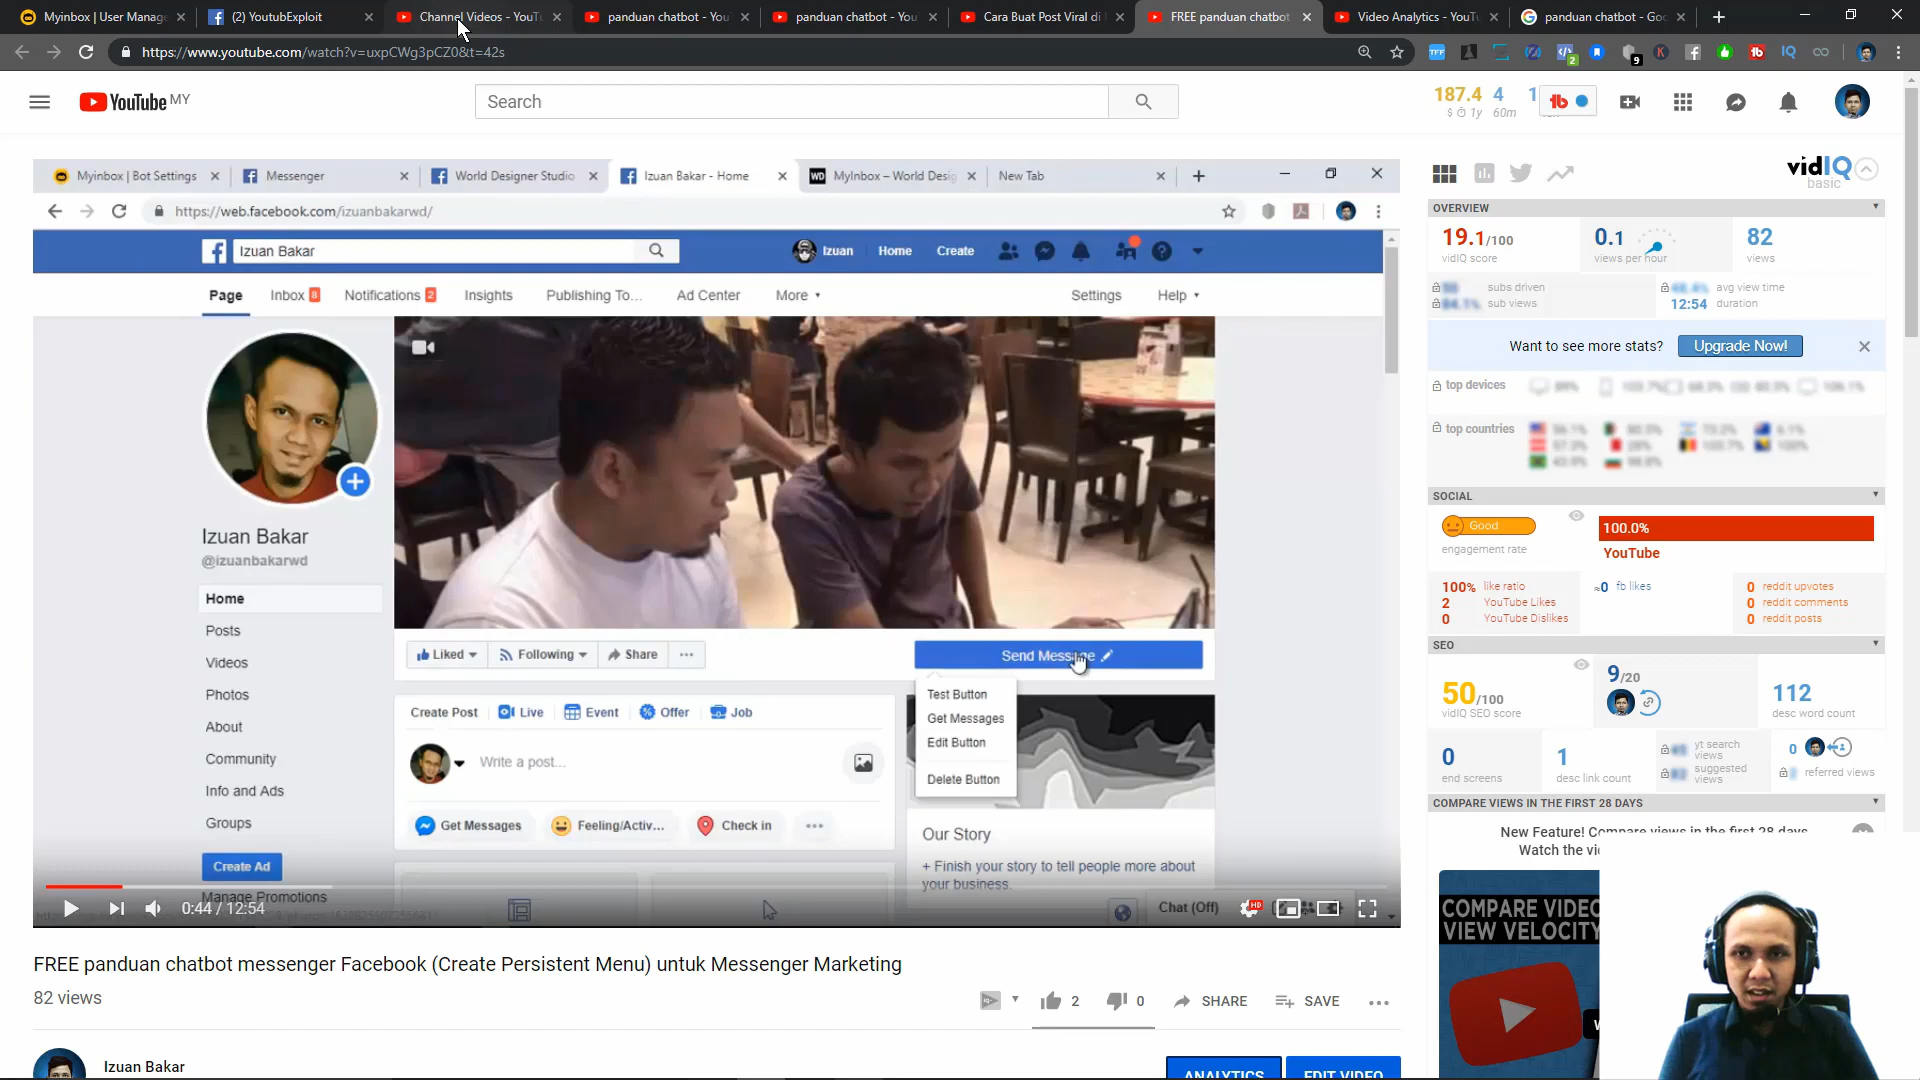 Myinbox | User Manage
(2) YoutubExploit
Channel Videos - YouTu
panduan chatbot - You
panduan chatbot - You
Cara Buat Post Viral di
FREE panduan chatbot
Video Analytics - YouTu
panduan chatbot - Goo
https://www.youtube.com/watch?v=uxpCWg3pCZ0&t=42s
YouTube MY
Search
187.4 4 1
$ 1y 60m
Myinbox | Bot Settings
Messenger
World Designer Studio
Izuan Bakar - Home
MyInbox – World Desig
New Tab
https://web.facebook.com/izuanbakarwd/
Izuan Bakar
Izuan Home Create
Page Inbox 8 Notifications 2 Insights Publishing To... Ad Center More Settings Help
Izuan Bakar
@izuanbakarwd
Home
Posts
Videos
Photos
About
Community
Info and Ads
Groups
Create Ad
Manage Promotions
Liked Following Share
Send Message
Test Button
Get Messages
Edit Button
Delete Button
Create Post Live Event Offer Job
Write a post...
Get Messages Feeling/Activ... Check in
Our Story
+ Finish your story to tell people more about
your business.
Chat (Off)
0:44 / 12:54
FREE panduan chatbot messenger Facebook (Create Persistent Menu) untuk Messenger Marketing
82 views
2 0 SHARE SAVE
Izuan Bakar
ANALYTICS EDIT VIDEO
vidIQ
basic
OVERVIEW
19.1/100
vidIQ score
0.1
views per hour
82
views
subs driven
sub views
avg view time
12:54 duration
Want to see more stats? Upgrade Now!
top devices
top countries
SOCIAL
Good
engagement rate
100.0%
YouTube
100% like ratio
2 YouTube Likes
0 YouTube Dislikes
≈0 fb likes
0 reddit upvotes
0 reddit comments
0 reddit posts
SEO
50/100
vidIQ SEO score
9/20
112
desc word count
0
end screens
1
desc link count
yt search
views
suggested
views
0
referred views
COMPARE VIEWS IN THE FIRST 28 DAYS
New Feature! Compare views in the first 28 days
Watch the vi
COMPARE VIDEO
VIEW VELOCITY